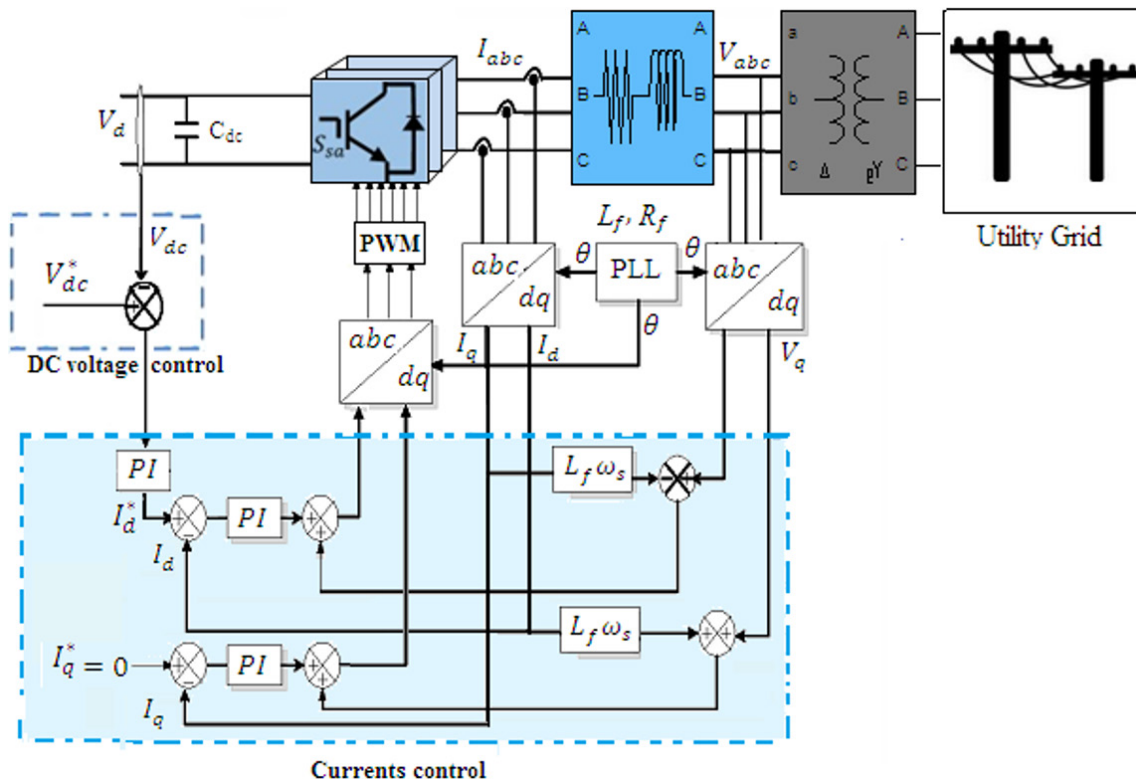 I_abc
V_abc
A
A
a
A
V_d
C_dc
S_sa
B
B
b
B
C
C
c
Δ
C
Utility Grid
L_f, R_f
V_dc
PWM
abc
dq
θ
PLL
θ
abc
dq
V*_dc
θ
DC voltage control
abc
dq
I_q
I_d
V_q
PI
L_f ω_s
I*_d
+
−
PI
+
+
−
+
I_d
L_f ω_s
+
+
I*_q = 0
+
−
PI
+
+
I_q
Currents control